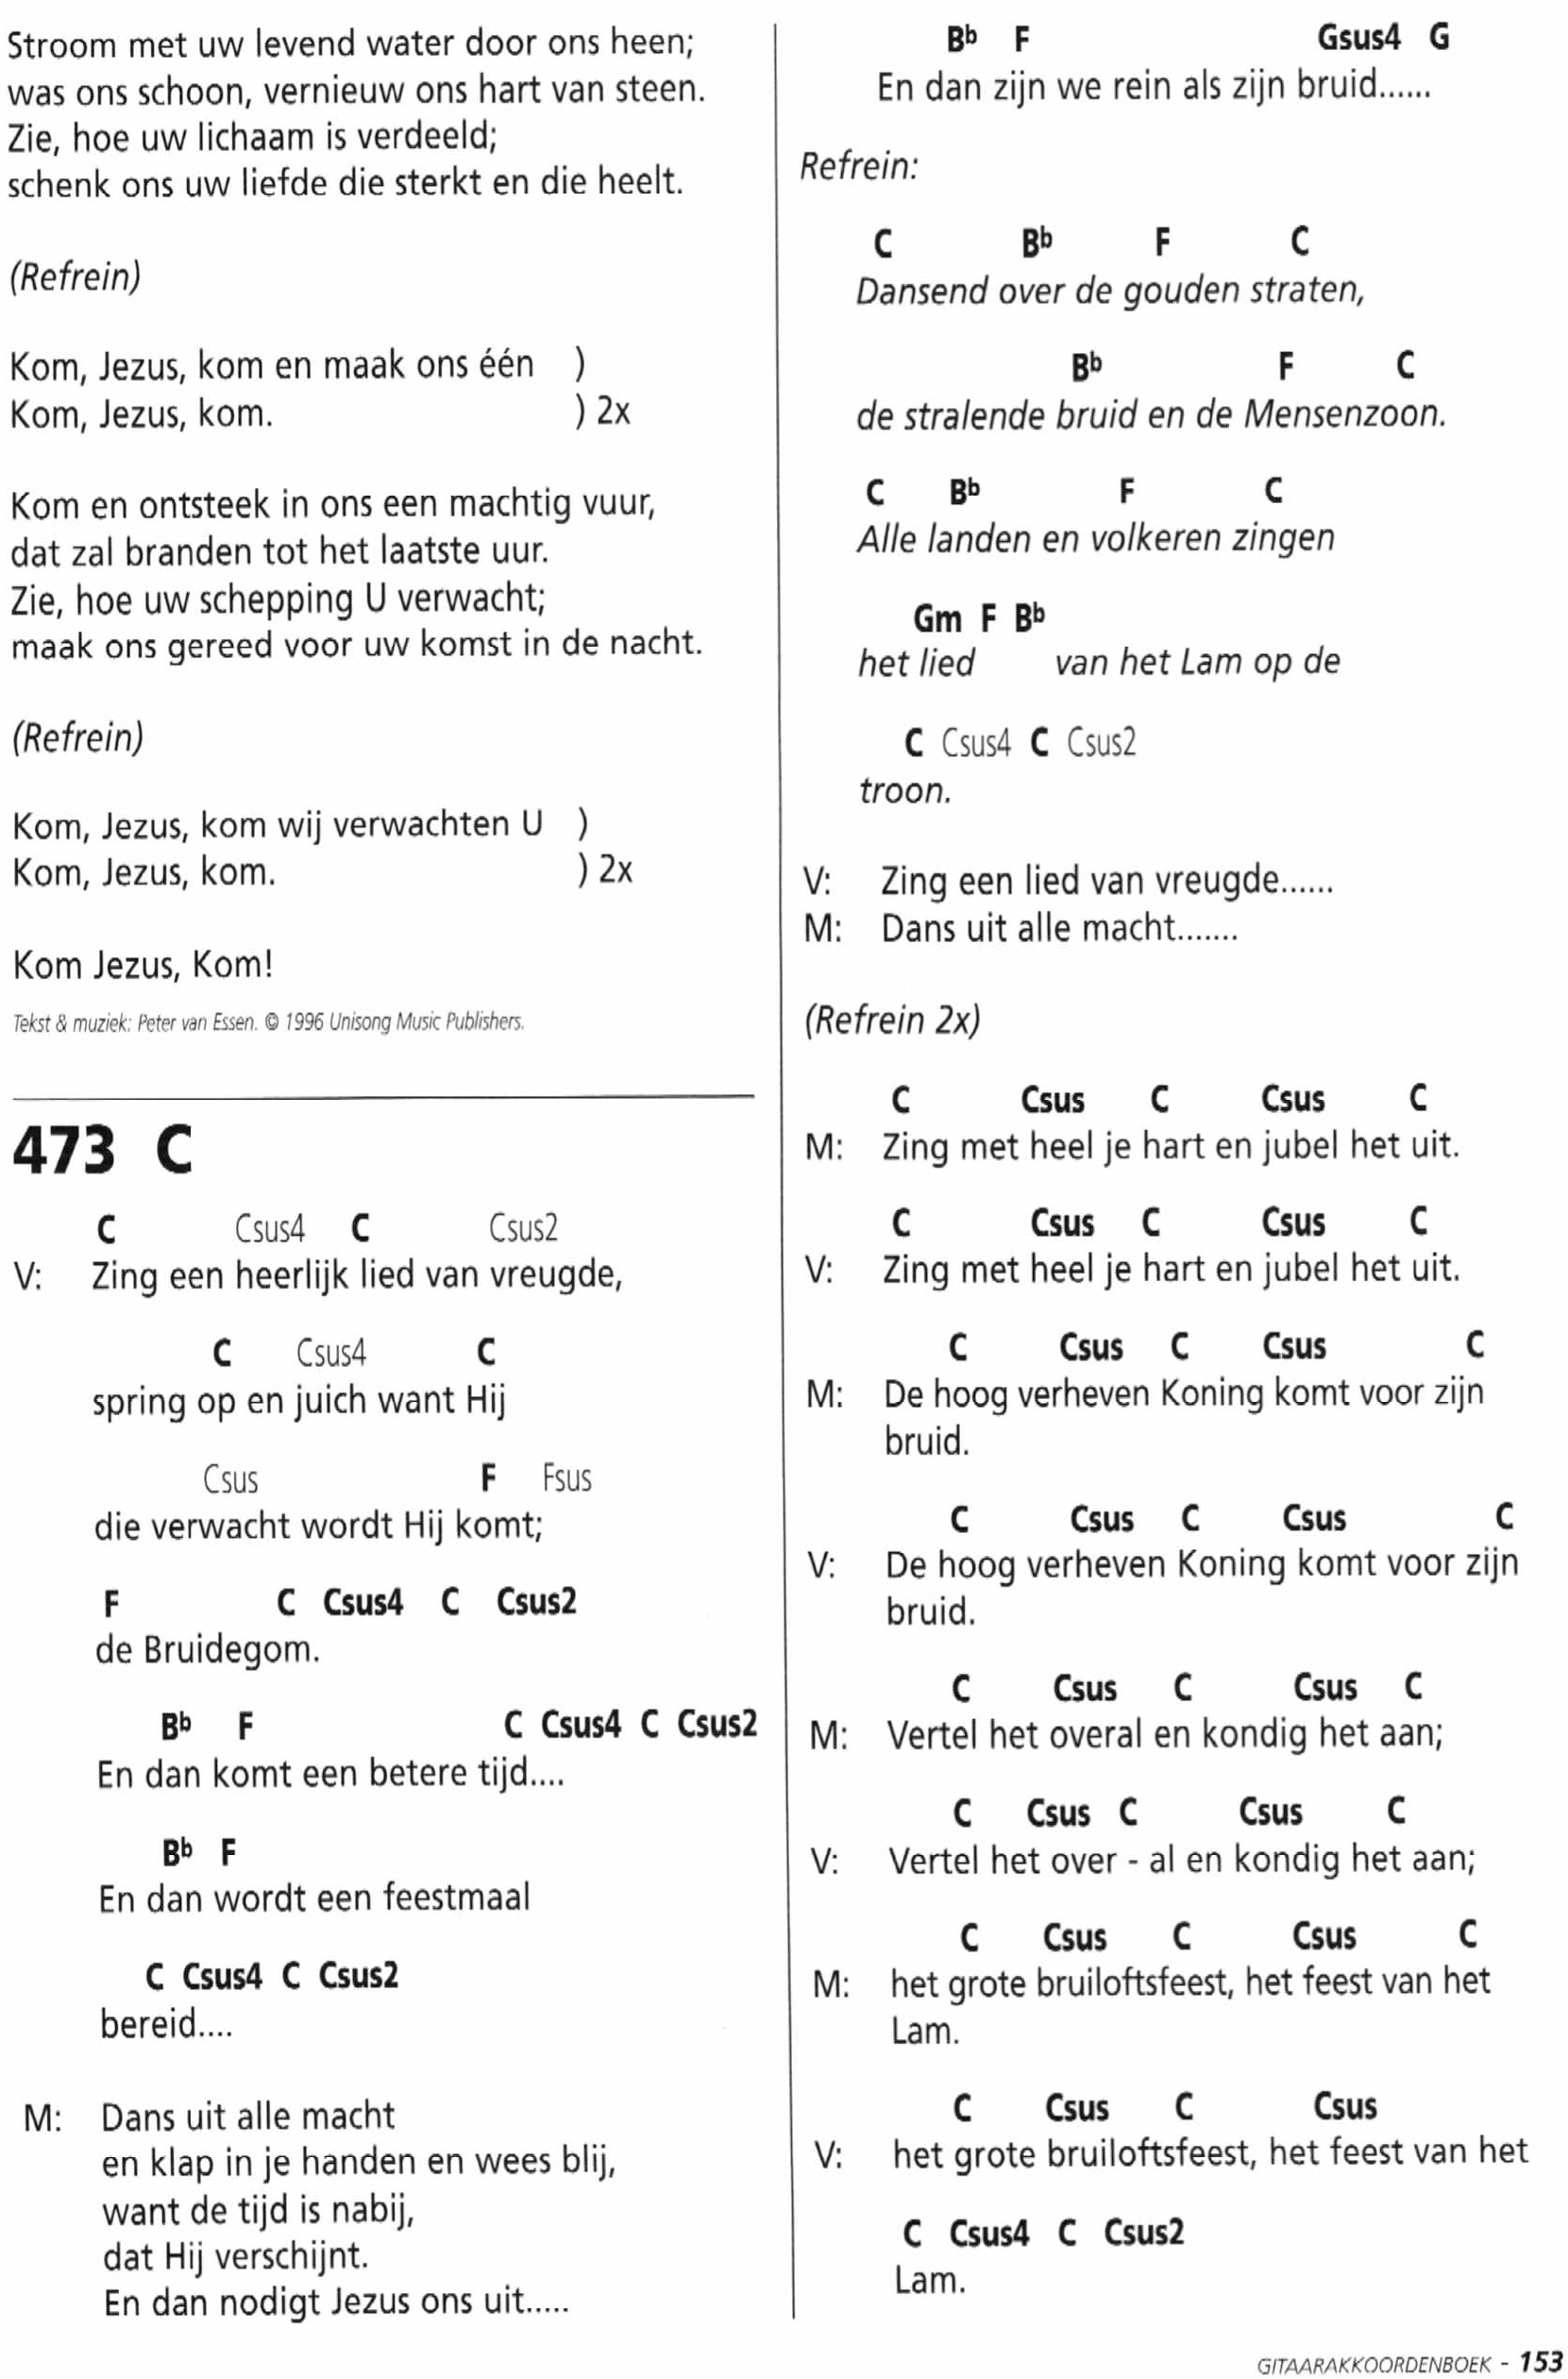 Stroom met uw levend water door ons heen;
was ons schoon, vernieuw ons hart van steen.
Zie, hoe uw lichaam is verdeeld;
schenk ons uw liefde die sterkt en die heelt.
(Refrein)
Kom, Jezus, kom en maak ons één )
Kom, Jezus, kom. ) 2x
Kom en ontsteek in ons een machtig vuur,
dat zal branden tot het laatste uur.
Zie, hoe uw schepping U verwacht;
maak ons gereed voor uw komst in de nacht.
(Refrein)
Kom, Jezus, kom wij verwachten U )
Kom, Jezus, kom. ) 2x
Kom Jezus, Kom!
Tekst & muziek: Peter van Essen. © 1996 Unisong Music Publishers.
473 C
C Csus4 C Csus2
V: Zing een heerlijk lied van vreugde,
C Csus4 C
spring op en juich want Hij
Csus F Fsus
die verwacht wordt Hij komt;
F C Csus4 C Csus2
de Bruidegom.
Bb F C Csus4 C Csus2
En dan komt een betere tijd....
Bb F
En dan wordt een feestmaal
C Csus4 C Csus2
bereid....
M: Dans uit alle macht
en klap in je handen en wees blij,
want de tijd is nabij,
dat Hij verschijnt.
En dan nodigt Jezus ons uit.....
Bb F Gsus4 G
En dan zijn we rein als zijn bruid......
Refrein:
C Bb F C
Dansend over de gouden straten,
Bb F C
de stralende bruid en de Mensenzoon.
C Bb F C
Alle landen en volkeren zingen
Gm F Bb
het lied van het Lam op de
C Csus4 C Csus2
troon.
V: Zing een lied van vreugde......
M: Dans uit alle macht.......
(Refrein 2x)
C Csus C Csus C
M: Zing met heel je hart en jubel het uit.
C Csus C Csus C
V: Zing met heel je hart en jubel het uit.
C Csus C Csus C
M: De hoog verheven Koning komt voor zijn
bruid.
C Csus C Csus C
V: De hoog verheven Koning komt voor zijn
bruid.
C Csus C Csus C
M: Vertel het overal en kondig het aan;
C Csus C Csus C
V: Vertel het over - al en kondig het aan;
C Csus C Csus C
M: het grote bruiloftsfeest, het feest van het
Lam.
C Csus C Csus
V: het grote bruiloftsfeest, het feest van het
C Csus4 C Csus2
Lam.
GITAARAKKOORDENBOEK - 153